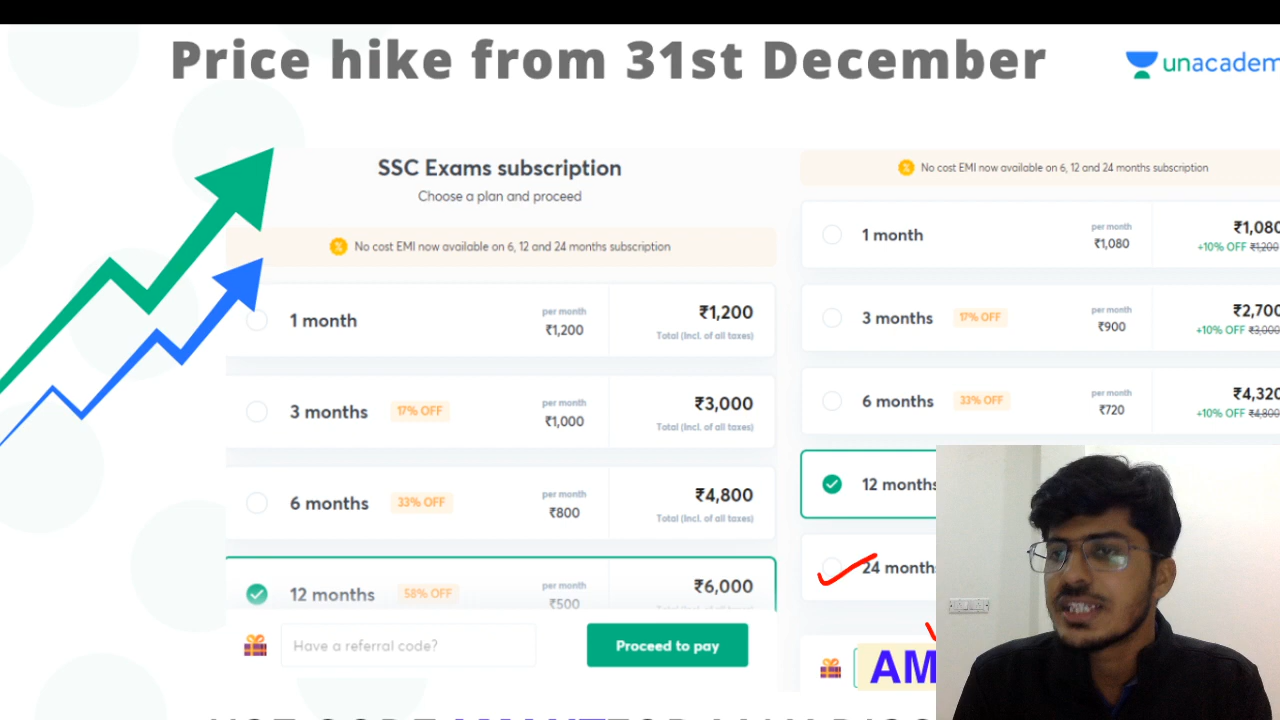 Price hike from 31st December
unacadem
SSC Exams subscription
Choose a plan and proceed
No cost EMI now available on 6, 12 and 24 months subscription
1 month
per month
₹1,200
₹1,200
Total (Incl. of all taxes)
3 months
17% OFF
per month
₹1,000
₹3,000
Total (Incl. of all taxes)
6 months
33% OFF
per month
₹800
₹4,800
Total (Incl. of all taxes)
12 months
58% OFF
per month
₹500
₹6,000
Total (Incl. of all taxes)
Have a referral code?
Proceed to pay
No cost EMI now available on 6, 12 and 24 months subscription
1 month
per month
₹1,080
₹1,080
+10% OFF ₹1,200
3 months
17% OFF
per month
₹900
₹2,700
+10% OFF ₹3,000
6 months
33% OFF
per month
₹720
₹4,320
+10% OFF ₹4,800
12 months
24 months
AM